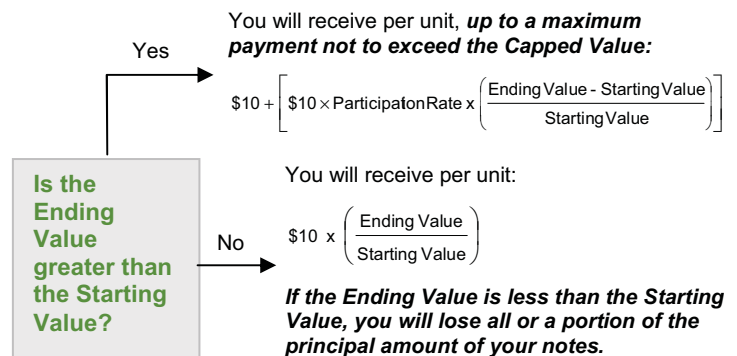 You will receive per unit, up to a maximum
payment not to exceed the Capped Value:
Yes
$10 + [ $10 × ParticipatonRate x ( Ending Value - Starting Value
Starting Value ) ]
Is the
Ending
Value
greater than
the Starting
Value?
You will receive per unit:
No
$10 x ( Ending Value
Starting Value )
If the Ending Value is less than the Starting
Value, you will lose all or a portion of the
principal amount of your notes.